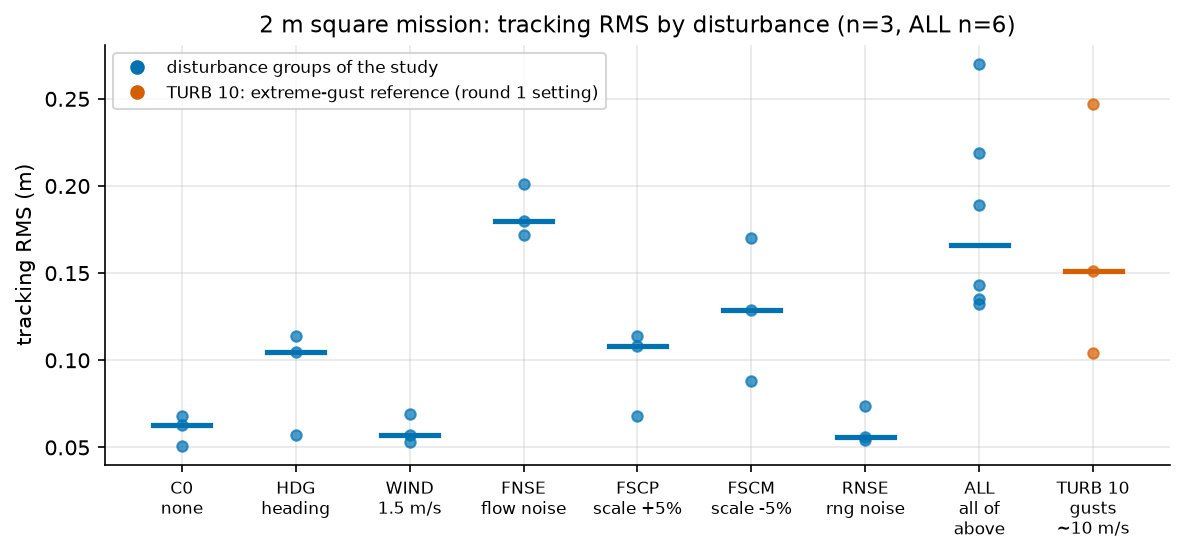 2 m square mission: tracking RMS by disturbance (n=3, ALL n=6)
disturbance groups of the study
TURB 10: extreme-gust reference (round 1 setting)
tracking RMS (m)
0.25
0.20
0.15
0.10
0.05
C0
none
HDG
heading
WIND
1.5 m/s
FNSE
flow noise
FSCP
scale +5%
FSCM
scale -5%
RNSE
rng noise
ALL
all of
above
TURB 10
gusts
~10 m/s